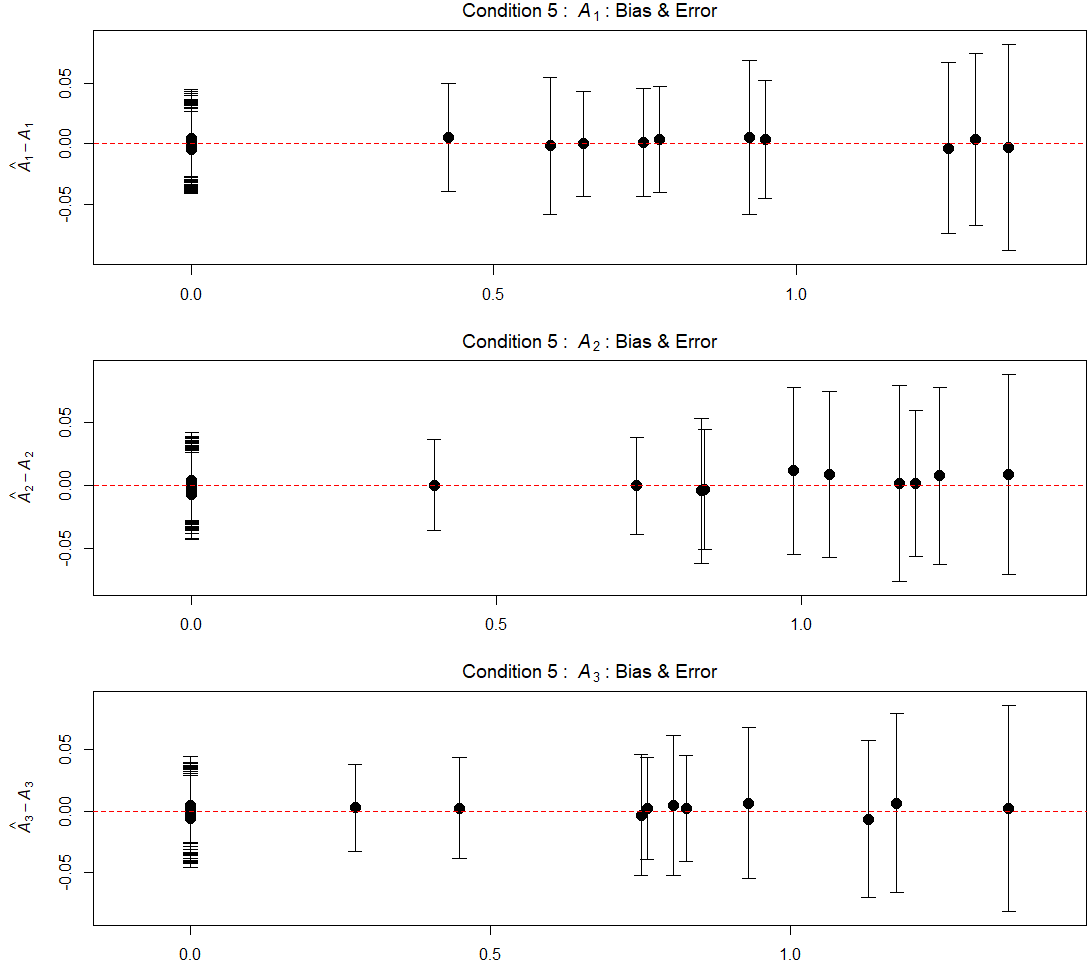 Condition 5 : A₁ : Bias & Error
0.05
0.00
-0.05
Â₁ − A₁
0.0 0.5 1.0
Condition 5 : A₂ : Bias & Error
0.05
0.00
-0.05
Â₂ − A₂
0.0 0.5 1.0
Condition 5 : A₃ : Bias & Error
0.05
0.00
-0.05
Â₃ − A₃
0.0 0.5 1.0